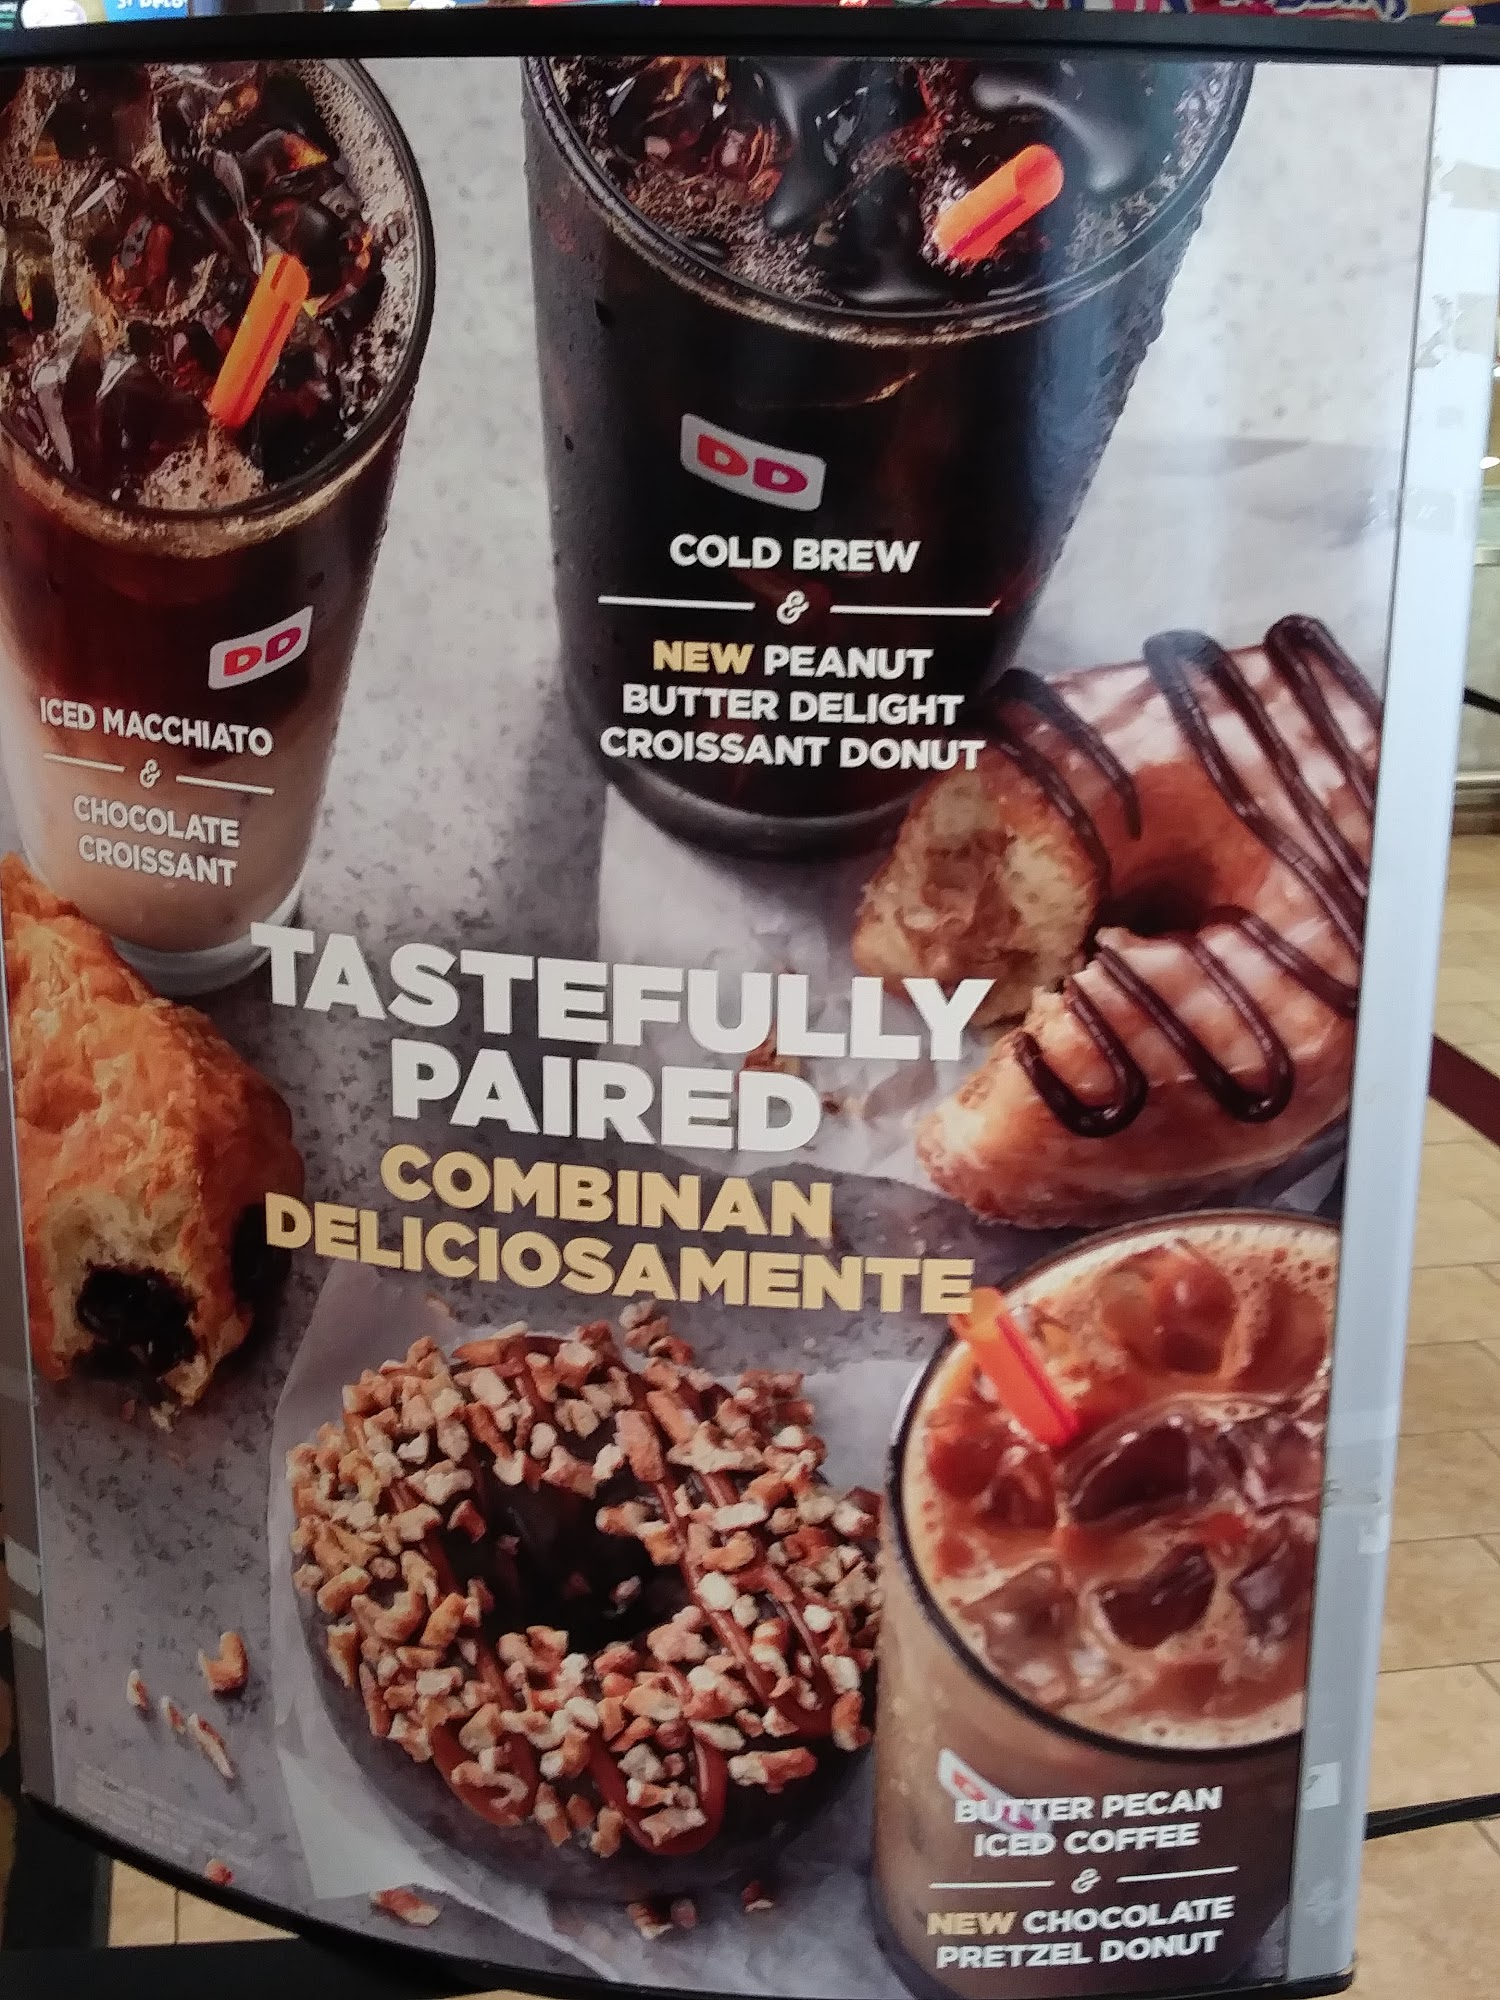 DD
COLD BREW
&
NEW PEANUT
BUTTER DELIGHT
CROISSANT DONUT
DD
ICED MACCHIATO
&
CHOCOLATE
CROISSANT
TASTEFULLY
PAIRED
COMBINAN
DELICIOSAMENTE
BUTTER PECAN
ICED COFFEE
&
NEW CHOCOLATE
PRETZEL DONUT